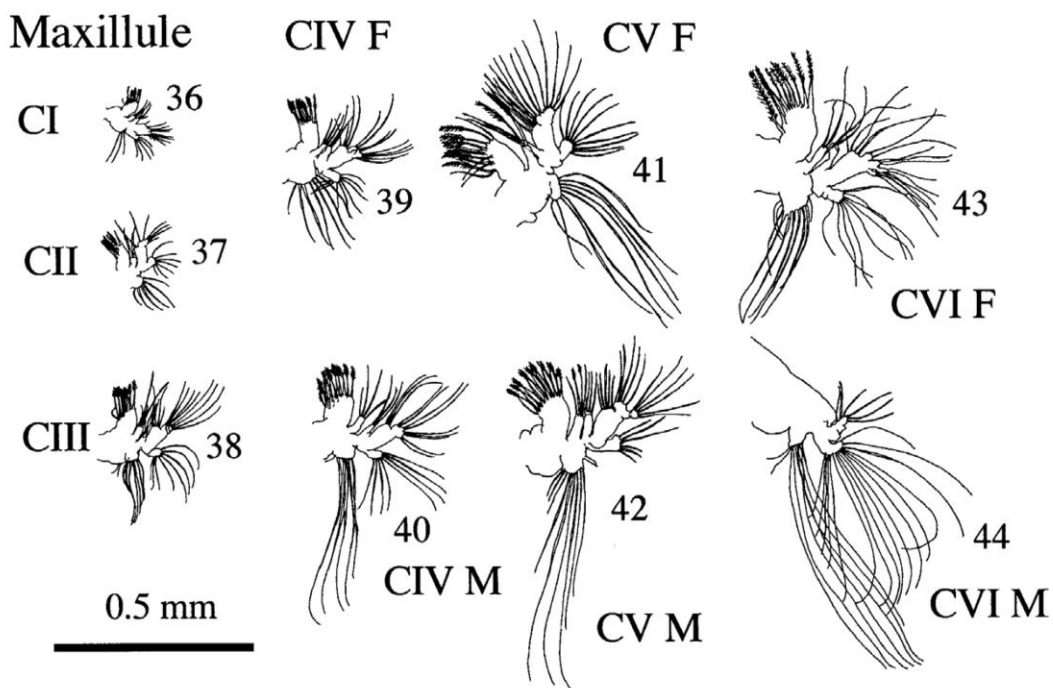 Maxillule
CI
36
CII
37
CIII
38
0.5 mm
CIV F
39
CV F
41
43
CVI F
40
CIV M
42
CV M
44
CVI M